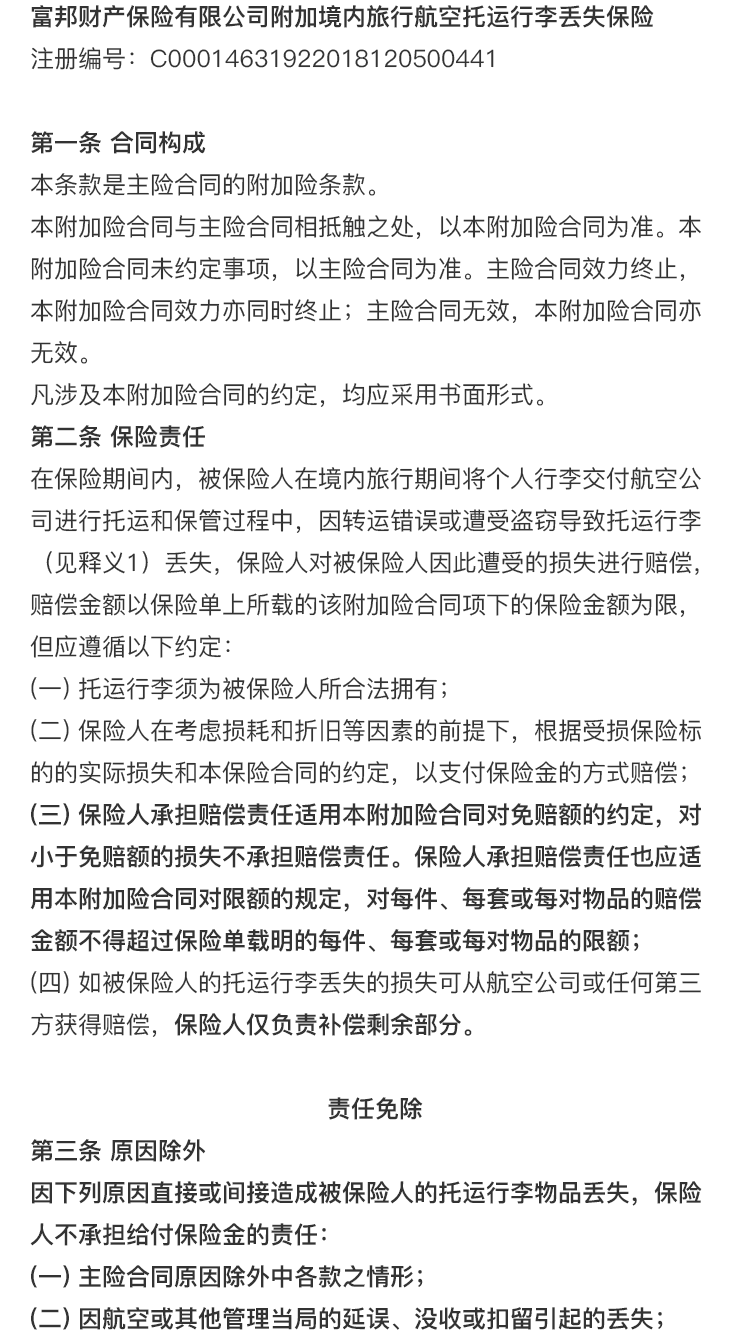 富邦财产保险有限公司附加境内旅行航空托运行李丢失保险
注册编号：C00014631922018120500441
第一条 合同构成
本条款是主险合同的附加险条款。
本附加险合同与主险合同相抵触之处，以本附加险合同为准。本
附加险合同未约定事项，以主险合同为准。主险合同效力终止，
本附加险合同效力亦同时终止；主险合同无效，本附加险合同亦
无效。
凡涉及本附加险合同的约定，均应采用书面形式。
第二条 保险责任
在保险期间内，被保险人在境内旅行期间将个人行李交付航空公
司进行托运和保管过程中，因转运错误或遭受盗窃导致托运行李
（见释义1）丢失，保险人对被保险人因此遭受的损失进行赔偿，
赔偿金额以保险单上所载的该附加险合同项下的保险金额为限，
但应遵循以下约定：
(一) 托运行李须为被保险人所合法拥有；
(二) 保险人在考虑损耗和折旧等因素的前提下，根据受损保险标
的的实际损失和本保险合同的约定，以支付保险金的方式赔偿；
(三) 保险人承担赔偿责任适用本附加险合同对免赔额的约定，对
小于免赔额的损失不承担赔偿责任。保险人承担赔偿责任也应适
用本附加险合同对限额的规定，对每件、每套或每对物品的赔偿
金额不得超过保险单载明的每件、每套或每对物品的限额；
(四) 如被保险人的托运行李丢失的损失可从航空公司或任何第三
方获得赔偿，保险人仅负责补偿剩余部分。
责任免除
第三条 原因除外
因下列原因直接或间接造成被保险人的托运行李物品丢失，保险
人不承担给付保险金的责任：
(一) 主险合同原因除外中各款之情形；
(二) 因航空或其他管理当局的延误、没收或扣留引起的丢失；